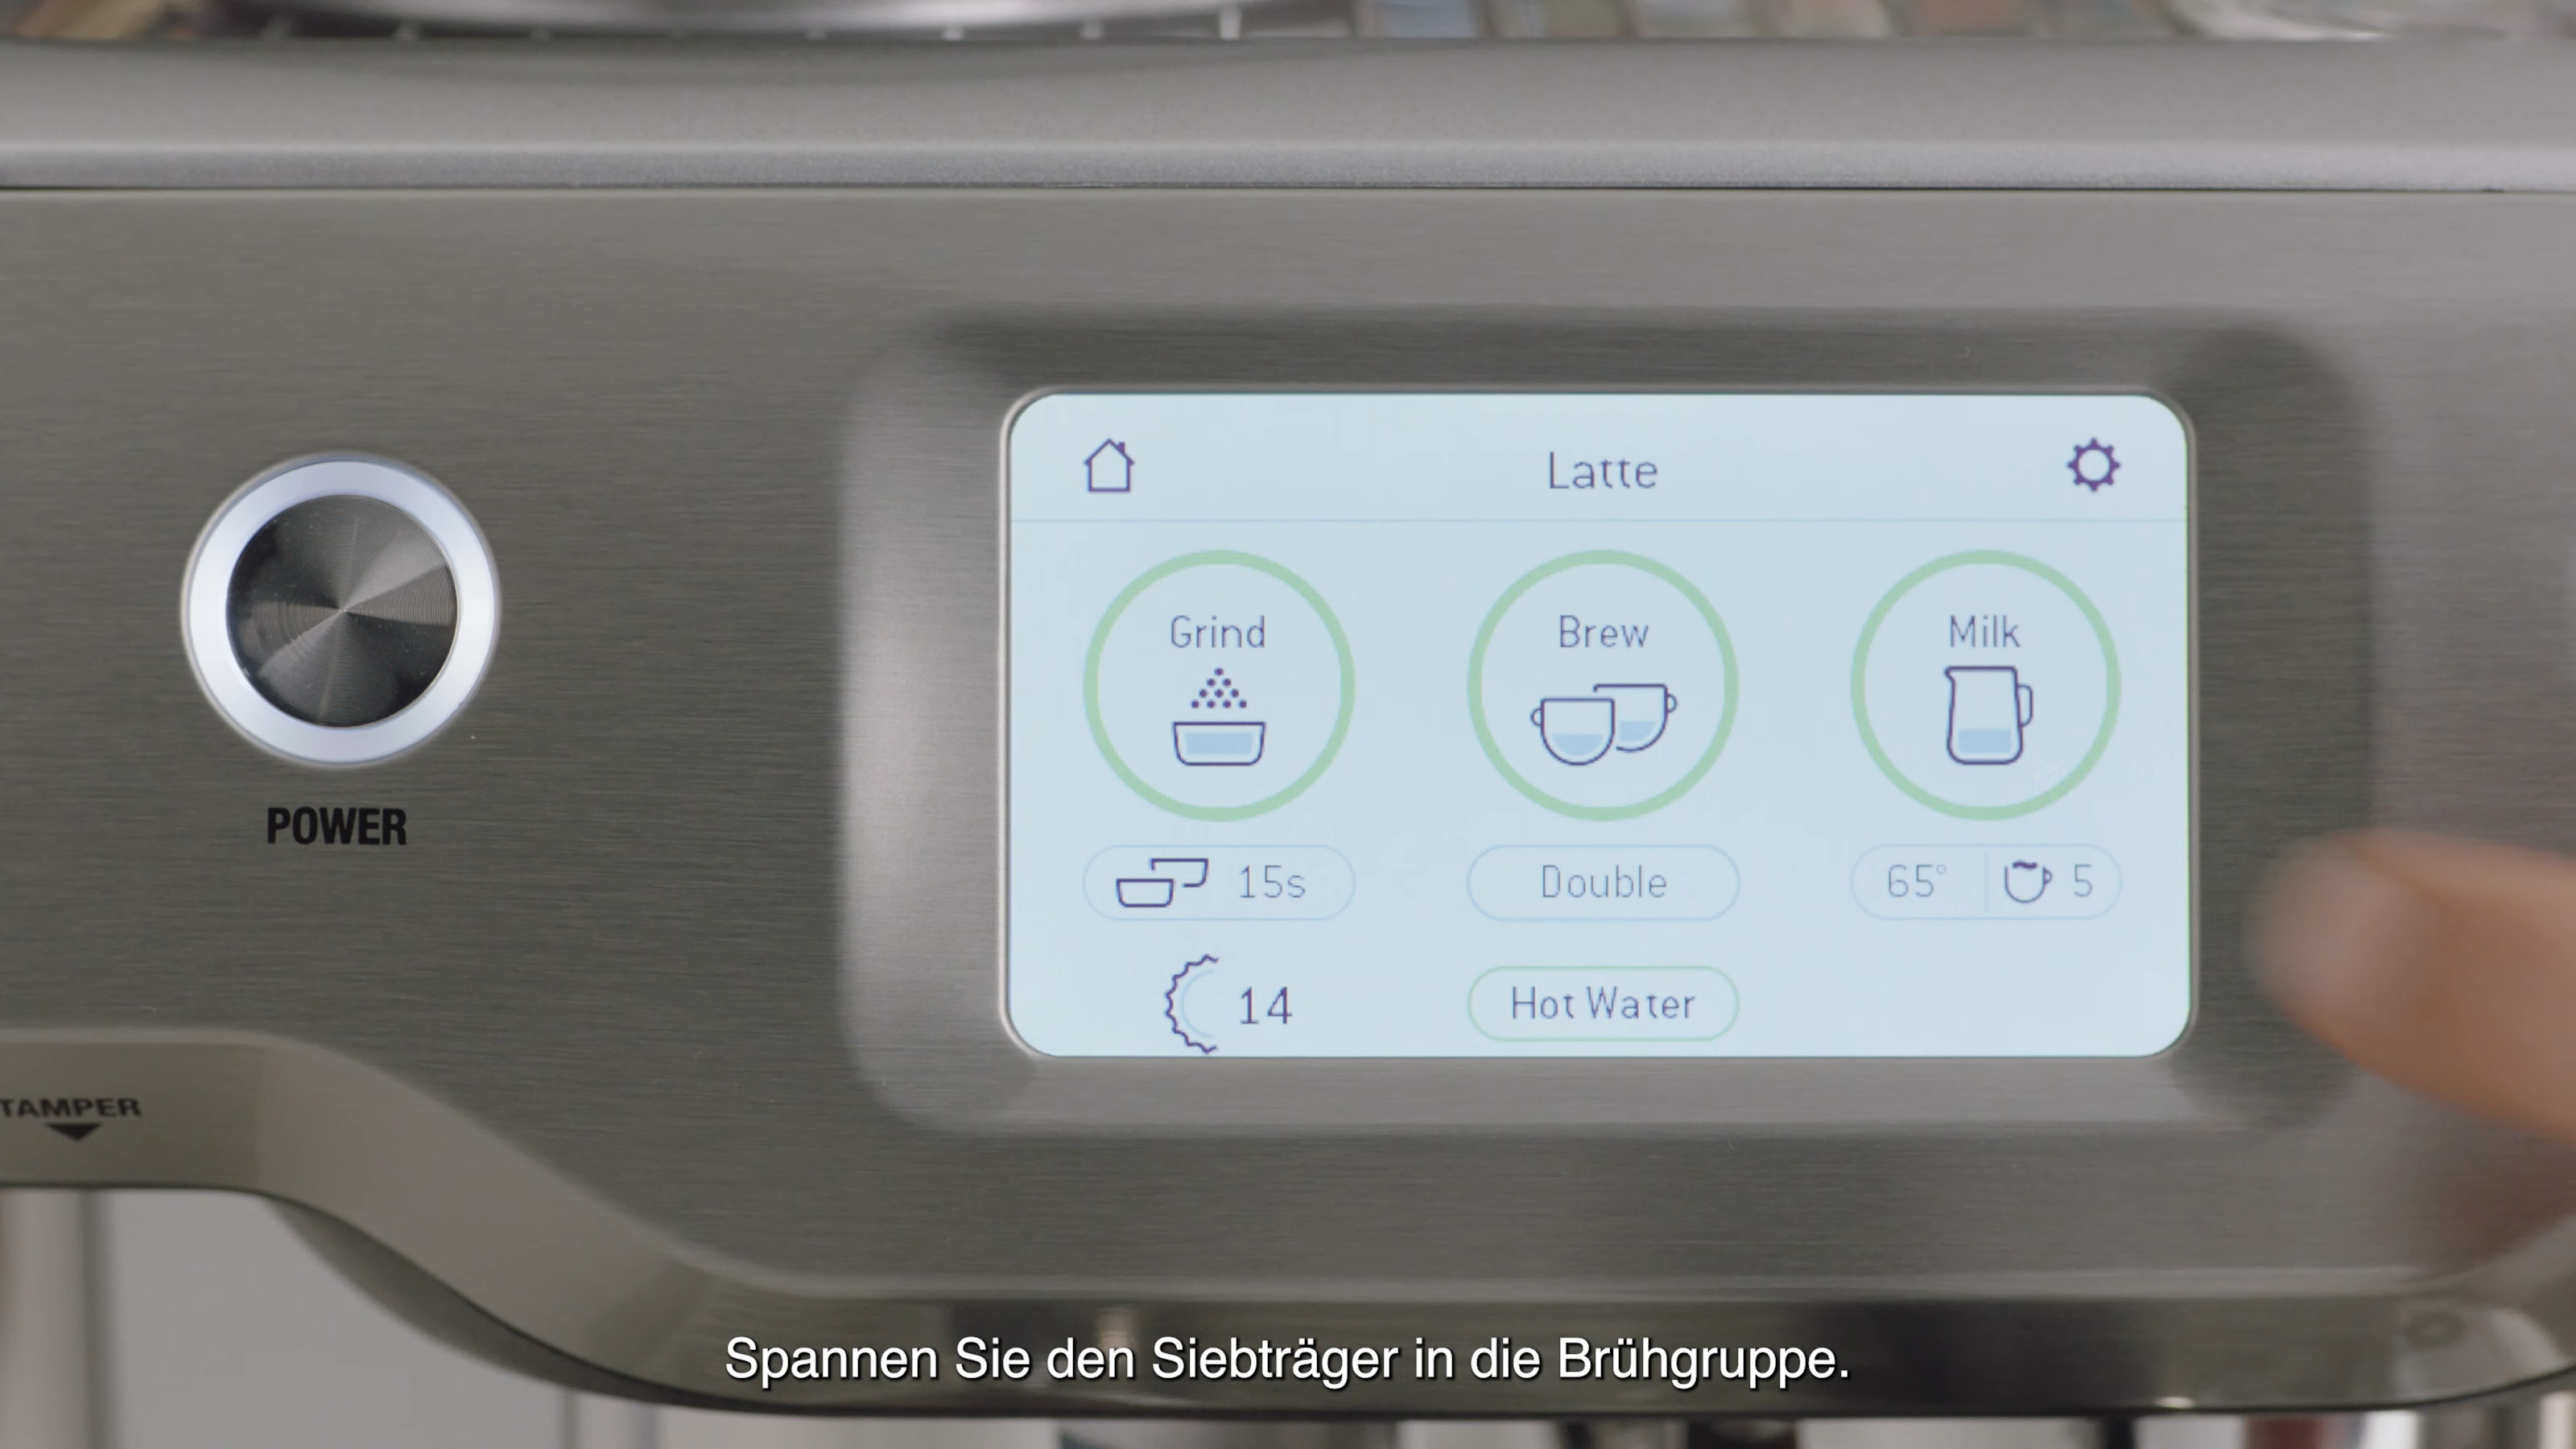 Latte
Grind
Brew
Milk
15s
Double
65° 5
14
Hot Water
POWER
TAMPER
Spannen Sie den Siebträger in die Brühgruppe.